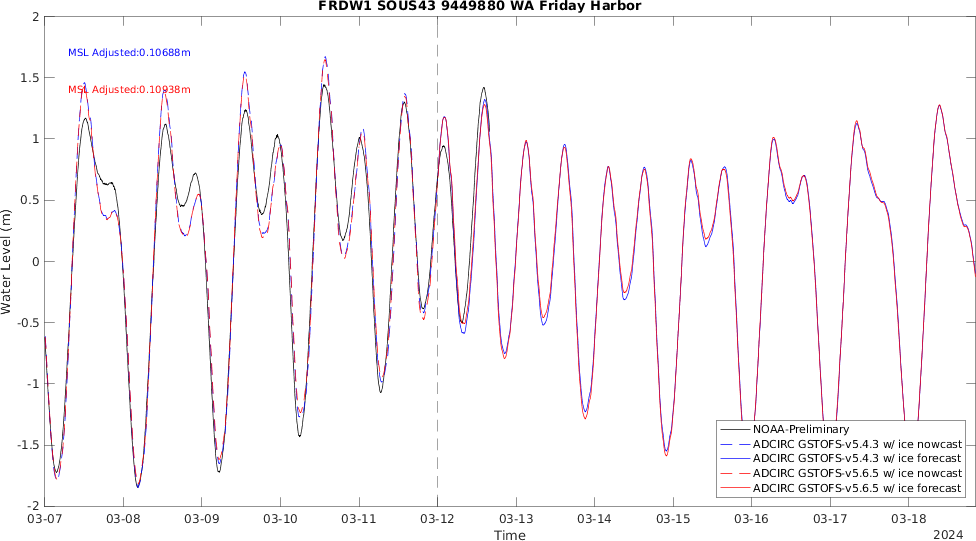 FRDW1 SOUS43 9449880 WA Friday Harbor
MSL Adjusted:0.10688m
MSL Adjusted:0.10938m
Water Level (m)
2
1.5
1
0.5
0
-0.5
-1
-1.5
-2
NOAA-Preliminary
ADCIRC GSTOFS-v5.4.3 w/ ice nowcast
ADCIRC GSTOFS-v5.4.3 w/ ice forecast
ADCIRC GSTOFS-v5.6.5 w/ ice nowcast
ADCIRC GSTOFS-v5.6.5 w/ ice forecast
03-07 03-08 03-09 03-10 03-11 03-12 03-13 03-14 03-15 03-16 03-17 03-18
Time
2024